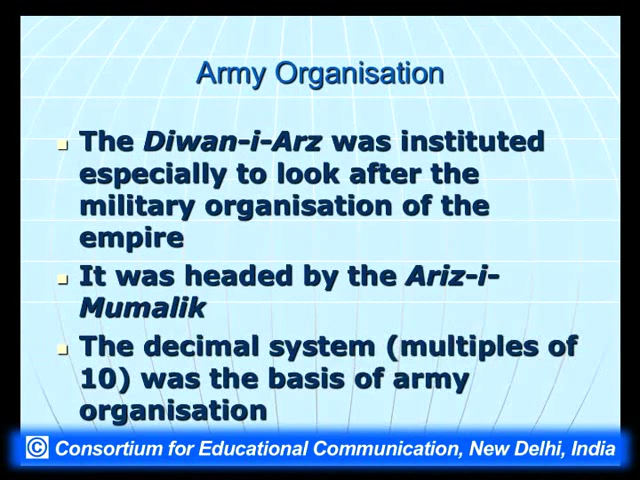 Army Organisation
The Diwan-i-Arz was instituted
especially to look after the
military organisation of the
empire
It was headed by the Ariz-i-
Mumalik
The decimal system (multiples of
10) was the basis of army
organisation
© Consortium for Educational Communication, New Delhi, India